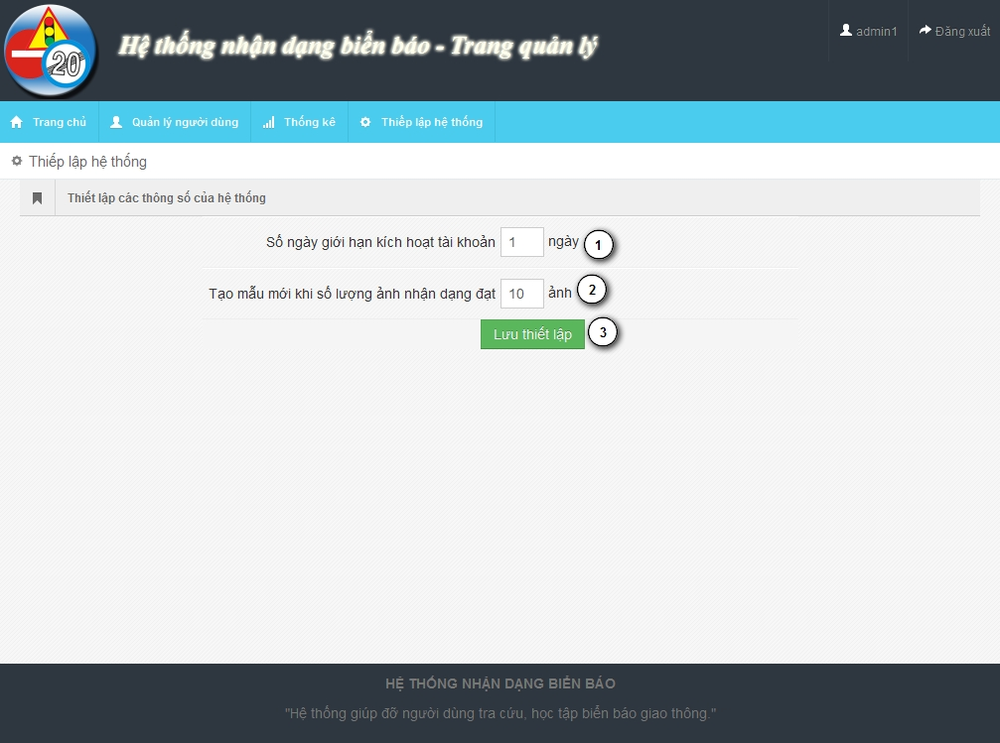 20
Hệ thống nhận dạng biển báo - Trang quản lý
admin1
Đăng xuất
Trang chủ
Quản lý người dùng
Thống kê
Thiếp lập hệ thống
Thiếp lập hệ thống
Thiết lập các thông số của hệ thống
Số ngày giới hạn kích hoạt tài khoản 1 ngày 1
Tạo mẫu mới khi số lượng ảnh nhận dạng đạt 10 ảnh 2
Lưu thiết lập 3
HỆ THỐNG NHẬN DẠNG BIỂN BÁO
"Hệ thống giúp đỡ người dùng tra cứu, học tập biển báo giao thông."